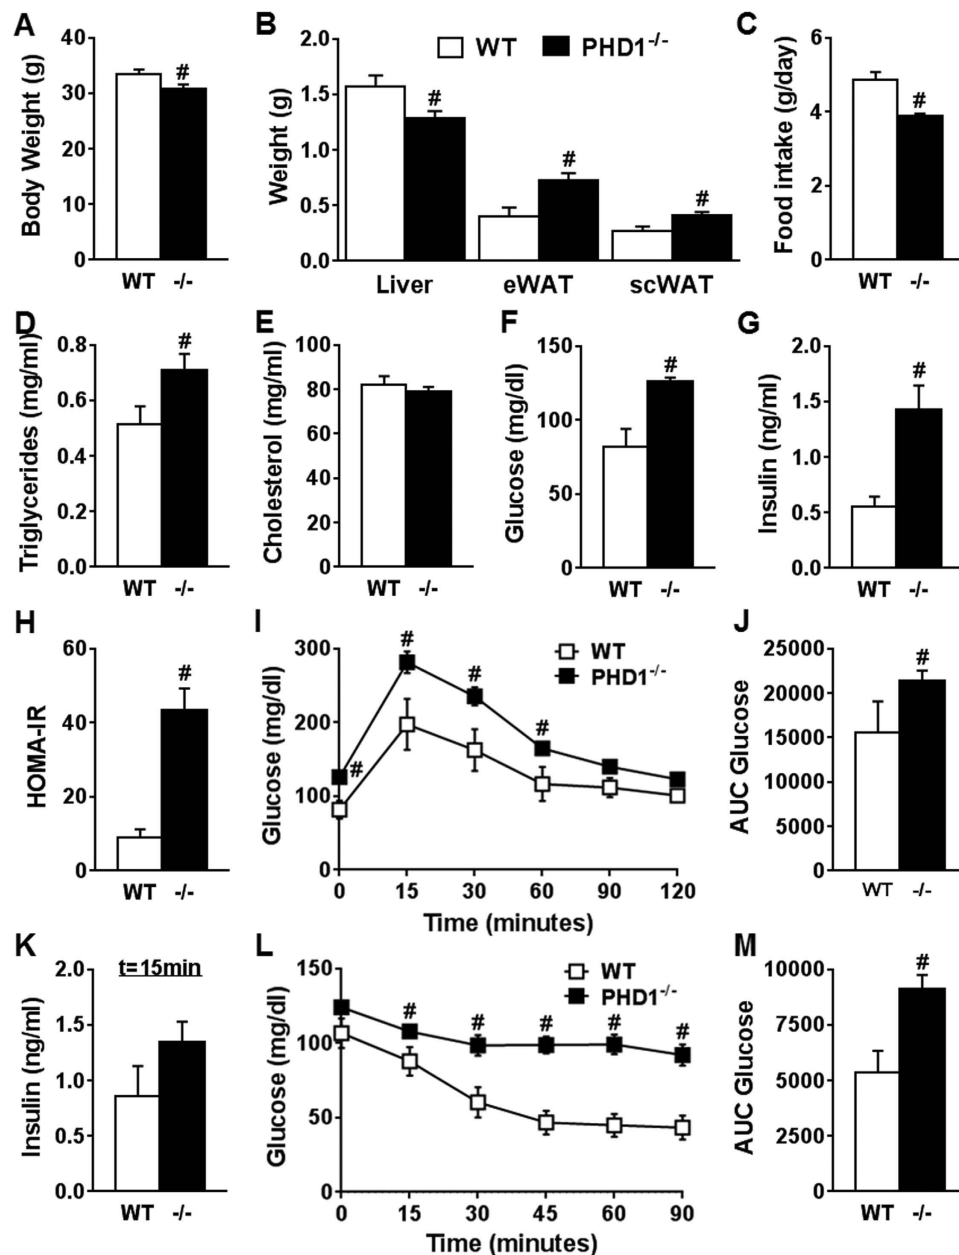 A
Body Weight (g)
40
30
20
10
0
#
WT -/-
B
Weight (g)
2.0
1.5
1.0
0.5
0.0
WT PHD1-/-
#
#
#
Liver eWAT scWAT
C
Food intake (g/day)
6
4
2
0
#
WT -/-
D
Triglycerides (mg/ml)
0.8
0.6
0.4
0.2
0.0
#
WT -/-
E
Cholesterol (mg/ml)
100
80
60
40
20
0
WT -/-
F
Glucose (mg/dl)
150
100
50
0
#
WT -/-
G
Insulin (ng/ml)
2.0
1.5
1.0
0.5
0.0
#
WT -/-
H
HOMA-IR
60
40
20
0
#
WT -/-
I
Glucose (mg/dl)
300
200
100
0
WT
PHD1-/-
#
#
#
#
0 15 30 60 90 120
Time (minutes)
J
AUC Glucose
25000
20000
15000
10000
5000
0
#
WT -/-
K
Insulin (ng/ml)
2.0
1.5
1.0
0.5
0.0
t=15min
WT -/-
L
Glucose (mg/dl)
150
100
50
0
WT
PHD1-/-
# # # # #
0 15 30 45 60 90
Time (minutes)
M
AUC Glucose
10000
7500
5000
2500
0
#
WT -/-